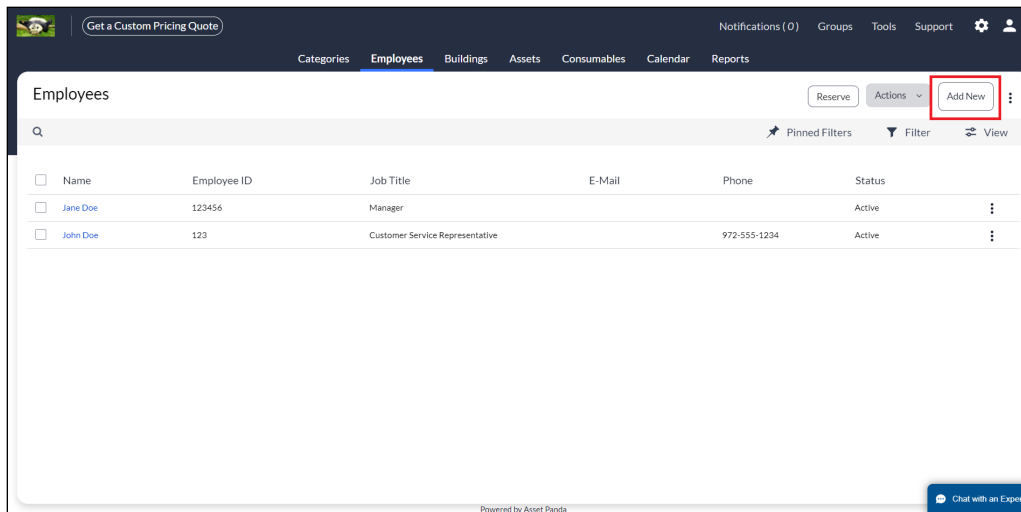 Get a Custom Pricing Quote
Notifications ( 0 ) Groups Tools Support
Categories Employees Buildings Assets Consumables Calendar Reports
Employees
Reserve Actions Add New
Pinned Filters Filter View
Name Employee ID Job Title E-Mail Phone Status
Jane Doe 123456 Manager Active
John Doe 123 Customer Service Representative 972-555-1234 Active
Chat with an Exper
Powered by Asset Panda